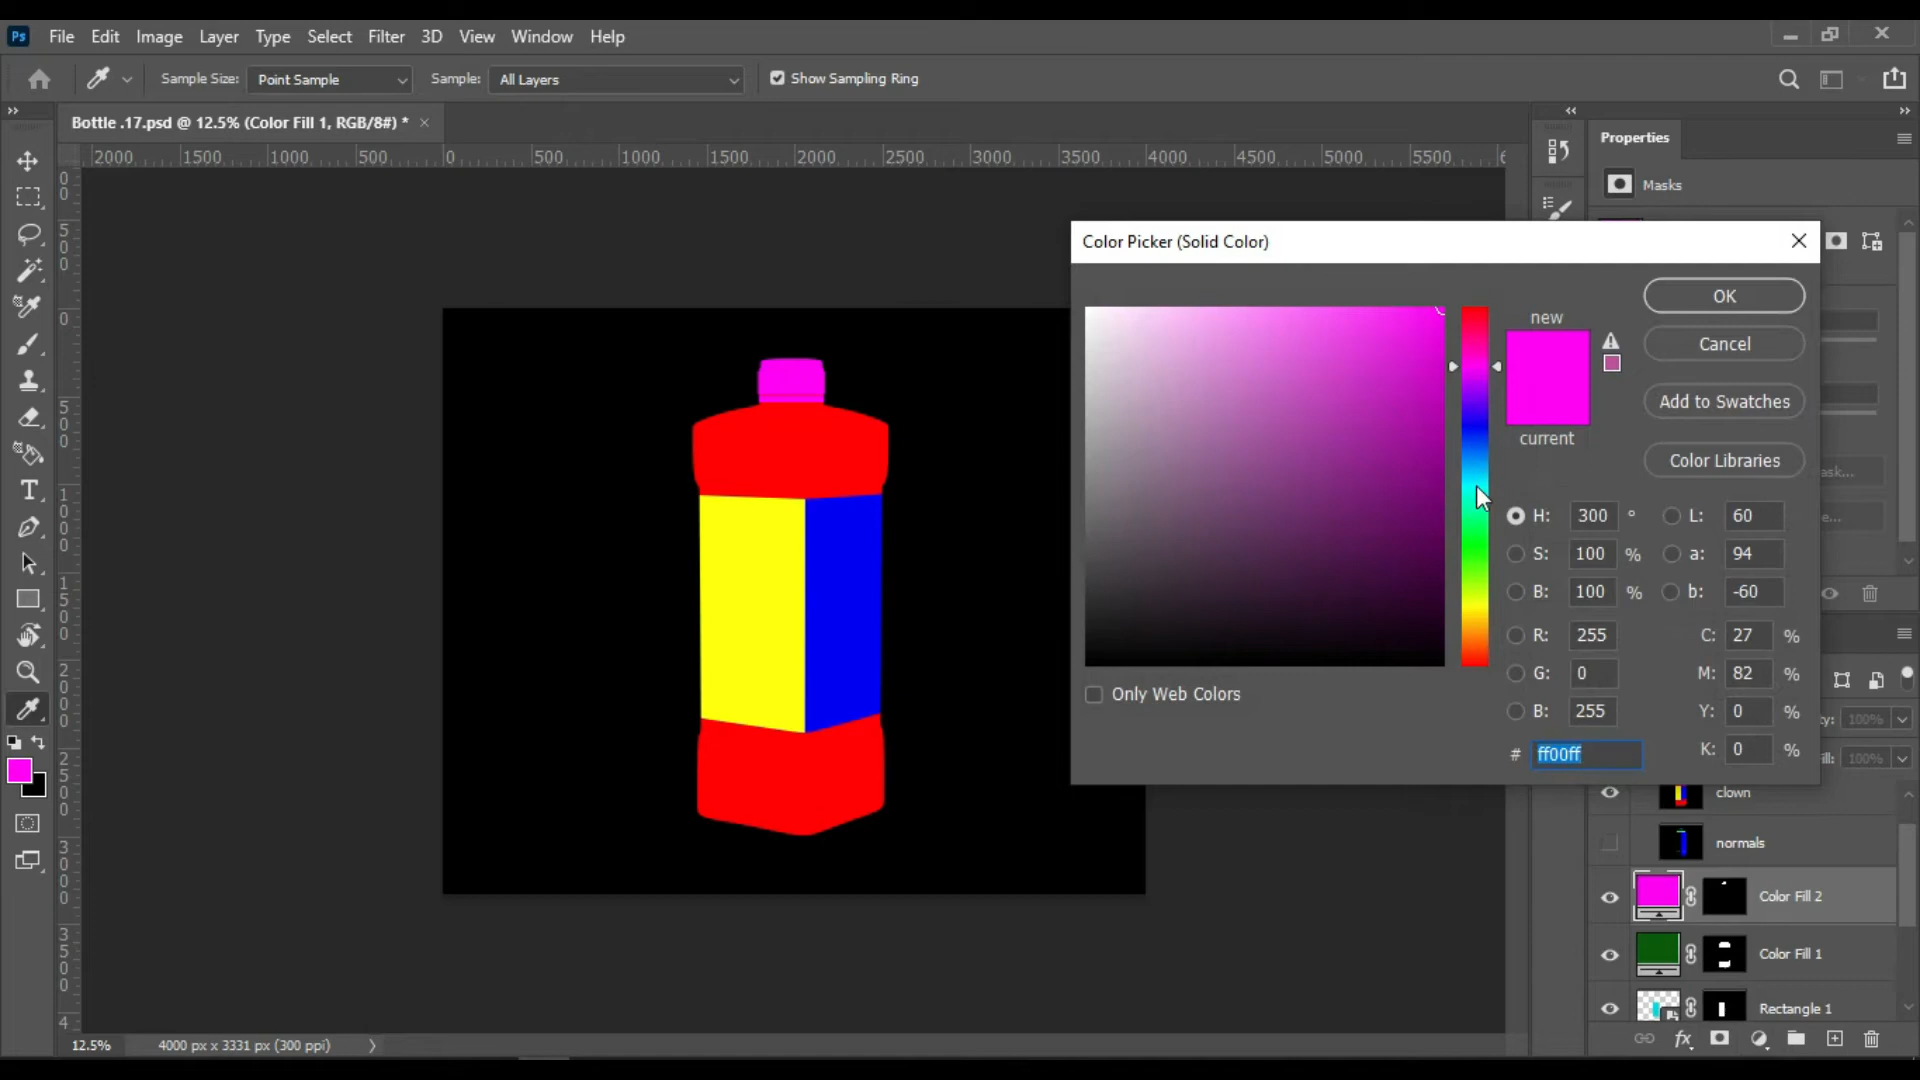 Ps File Edit Image Layer Type Select Filter 3D View Window Help
Sample Size: Point Sample Sample: All Layers Show Sampling Ring
Bottle .17.psd @ 12.5% (Color Fill 1, RGB/8#) * ×
2000 1500 1000 500 0 500 1000 1500 2000 2500 3000 3500 4000 4500 5000 5500
Properties
Masks
Color Picker (Solid Color)
new
OK
Cancel
Add to Swatches
current
Color Libraries
H: 300 ° L: 60
S: 100 % a: 94
B: 100 % b: -60
R: 255 C: 27 %
G: 0 M: 82 %
Only Web Colors
B: 255 Y: 0 %
# ff00ff K: 0 %
100%
100%
clown
normals
Color Fill 2
Color Fill 1
Rectangle 1
fx
12.5% 4000 px x 3331 px (300 ppi)